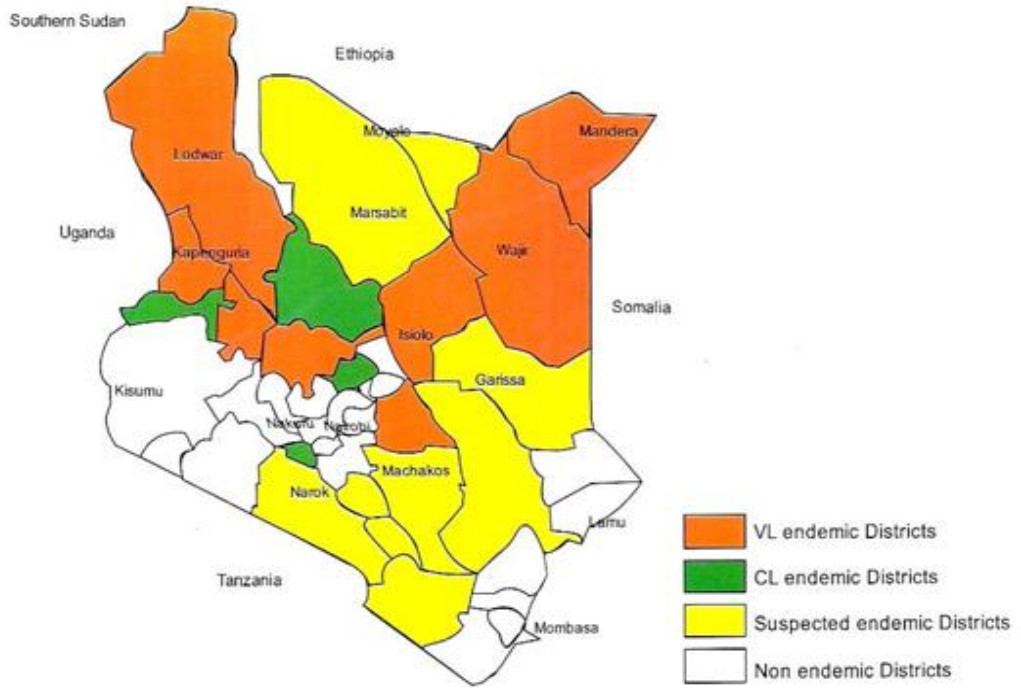 Southern Sudan
Ethiopia
Moyale
Mandera
Lodwar
Marsabit
Uganda
Kapenguria
Wajir
Somalia
Isiolo
Kisumu
Garissa
Nakuru
Nairobi
Machakos
Narok
Lamu
Tanzania
Mombasa
VL endemic Districts
CL endemic Districts
Suspected endemic Districts
Non endemic Districts